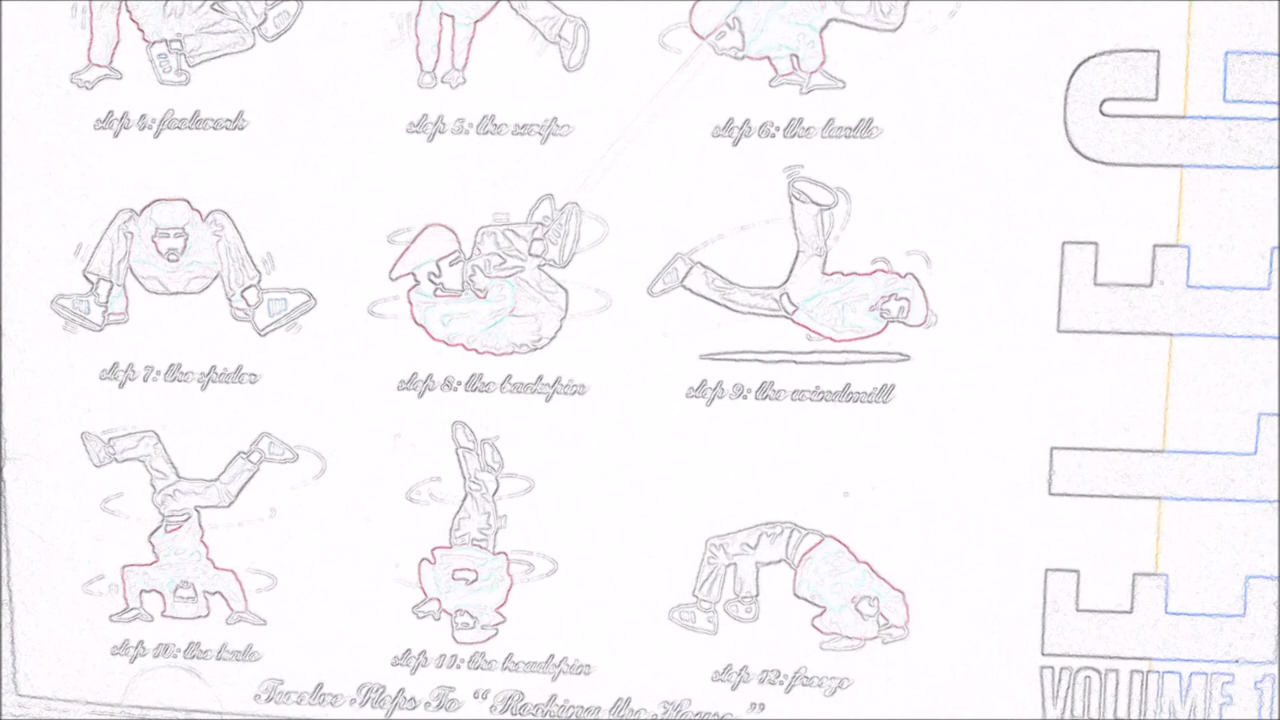 step 4: footwork
step 5: the swipe
step 6: the turtle
step 7: the spider
step 8: the backspin
step 9: the windmill
step 10: the halo
step 11: the headspin
step 12: freeze
Twelve Steps To “Rocking the House”
ELEC
VOLUME 1